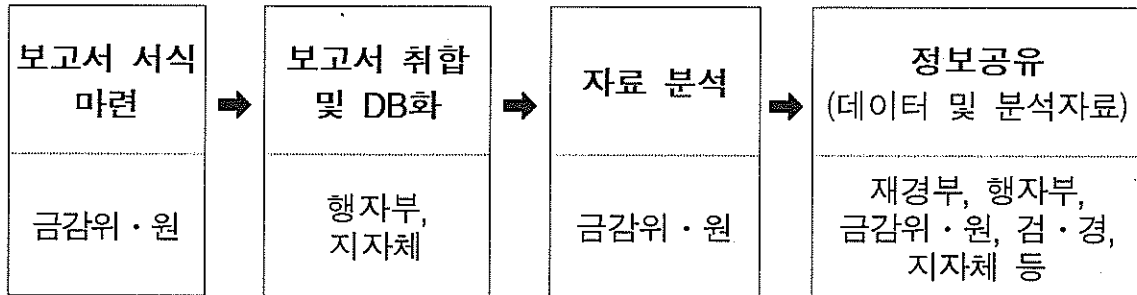 보고서 서식
마련
금감위·원
보고서 취합
및 DB화
행자부,
지자체
자료 분석
금감위·원
정보공유
(데이터 및 분석자료)
재경부, 행자부,
금감위·원, 검·경,
지자체 등